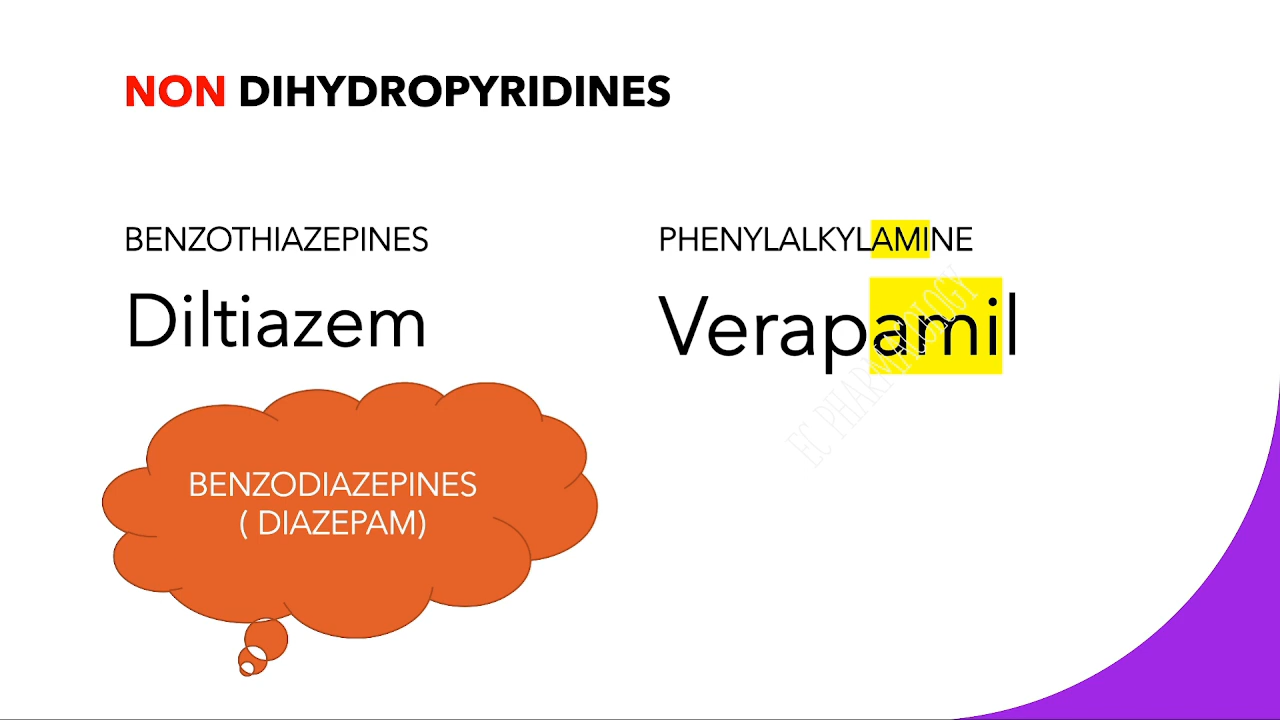 NON DIHYDROPYRIDINES
BENZOTHIAZEPINES
Diltiazem
BENZODIAZEPINES
( DIAZEPAM)
PHENYLALKYLAMINE
Verapamil
EC PHARMACOLOGY